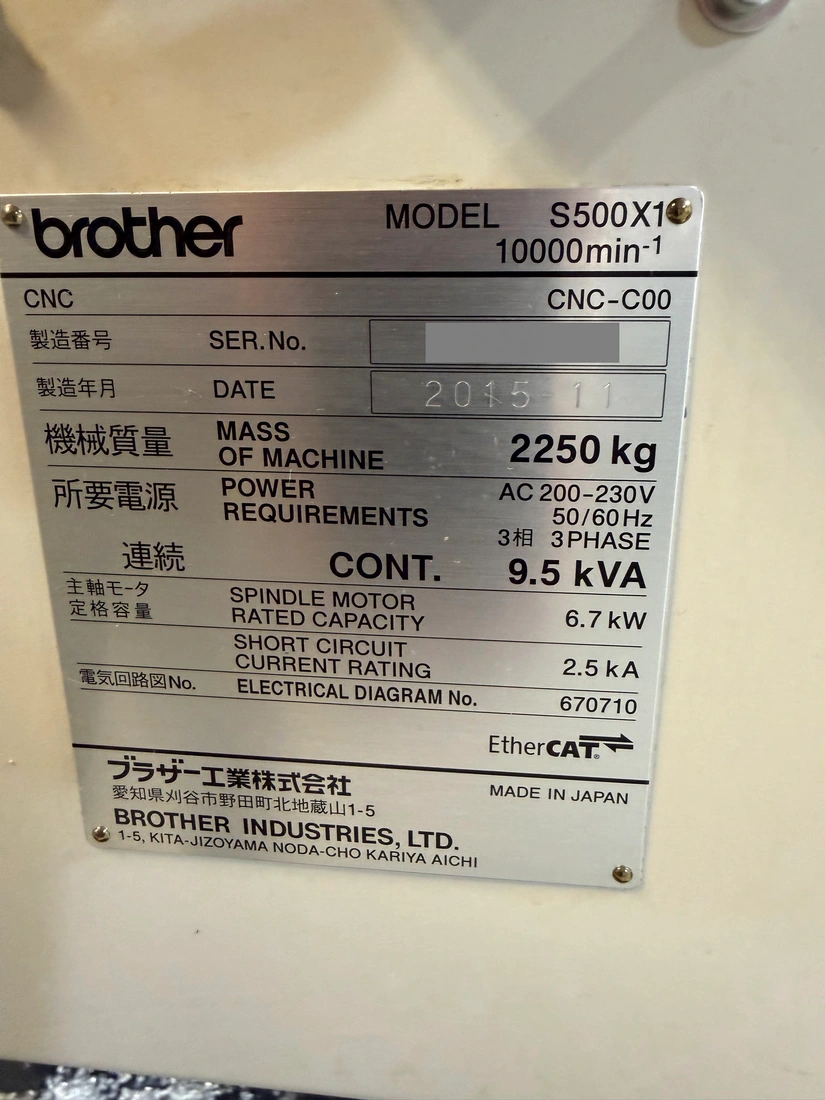 brother MODEL S500X1
10000min-1
CNC CNC-C00
製造番号 SER.No.
製造年月 DATE 2015-11
機械質量 MASS OF MACHINE 2250 kg
所要電源 POWER REQUIREMENTS AC 200-230V
50/60Hz
3相 3PHASE
連続 CONT. 9.5 kVA
主軸モータ
定格容量
SPINDLE MOTOR
RATED CAPACITY 6.7 kW
SHORT CIRCUIT
CURRENT RATING 2.5 kA
電気回路図No. ELECTRICAL DIAGRAM No. 670710
EtherCAT®
ブラザー工業株式会社
愛知県刈谷市野田町北地蔵山1-5
MADE IN JAPAN
BROTHER INDUSTRIES, LTD.
1-5, KITA-JIZOYAMA NODA-CHO KARIYA AICHI